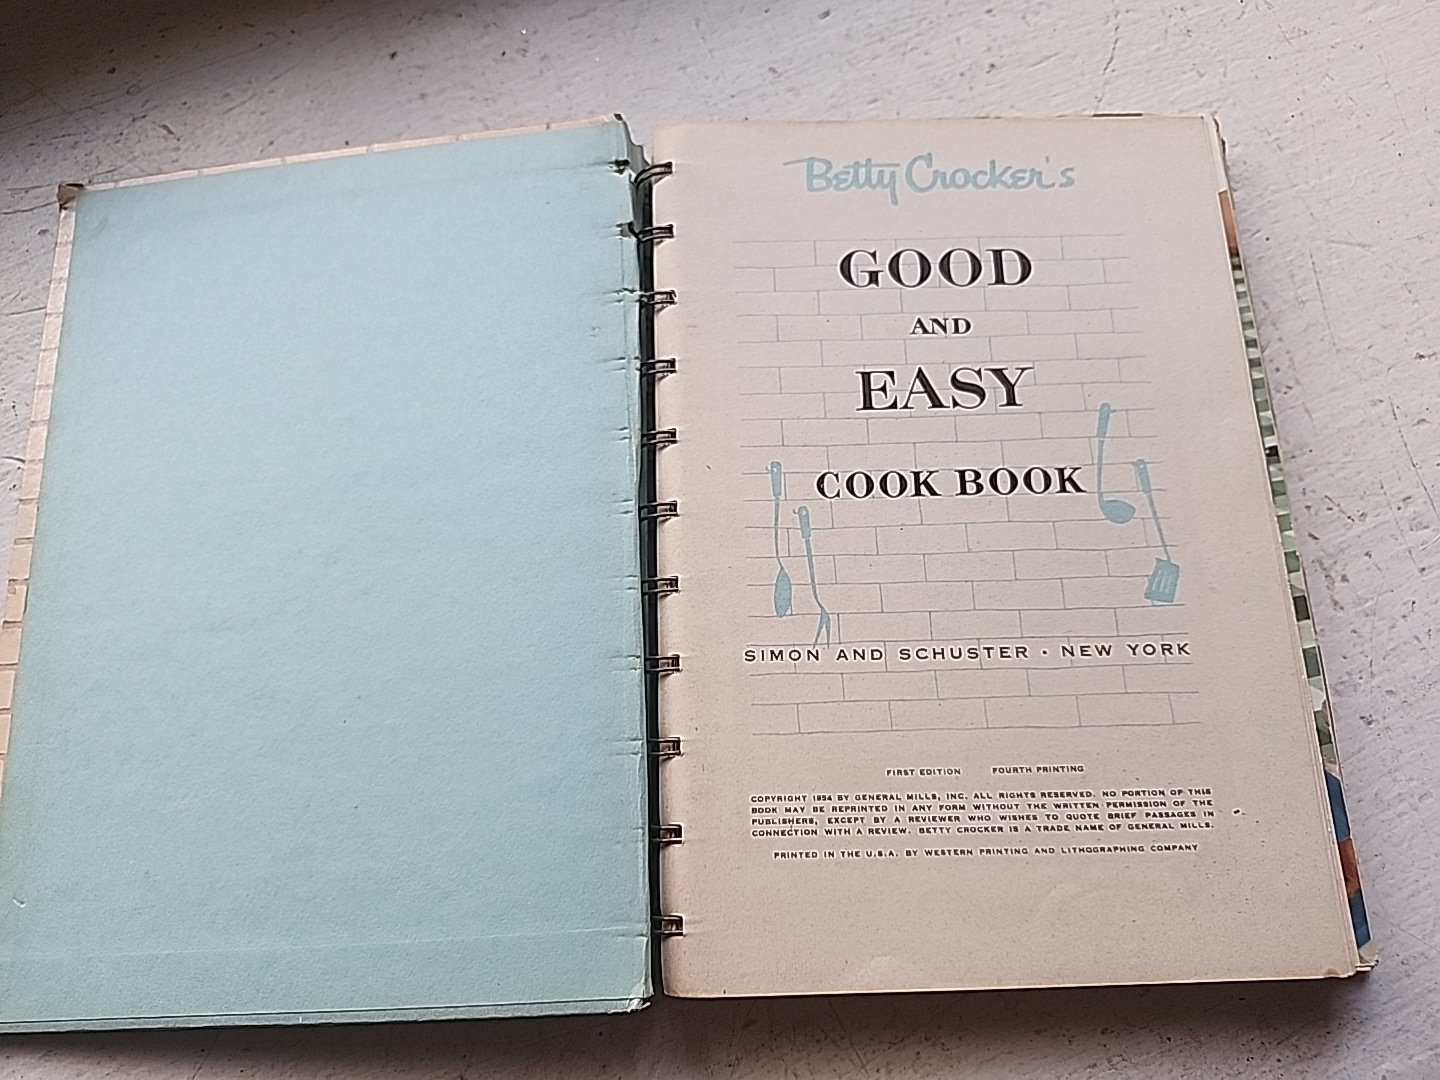 Betty Crocker's
GOOD
AND
EASY
COOK BOOK
SIMON AND SCHUSTER · NEW YORK
FIRST EDITION FOURTH PRINTING
COPYRIGHT 1954 BY GENERAL MILLS, INC. ALL RIGHTS RESERVED. NO PORTION OF THIS
BOOK MAY BE REPRINTED IN ANY FORM WITHOUT THE WRITTEN PERMISSION OF THE
PUBLISHERS, EXCEPT BY A REVIEWER WHO WISHES TO QUOTE BRIEF PASSAGES IN
CONNECTION WITH A REVIEW. BETTY CROCKER IS A TRADE NAME OF GENERAL MILLS.
PRINTED IN THE U.S.A. BY WESTERN PRINTING AND LITHOGRAPHING COMPANY